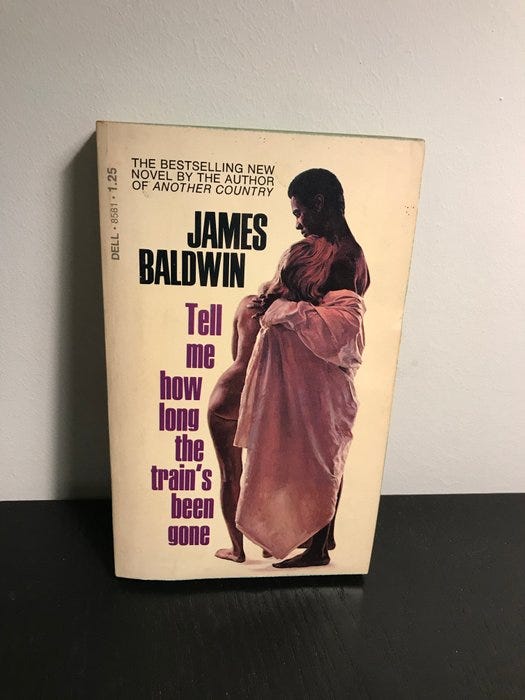 DELL • 8581 • 1.25
THE BESTSELLING NEW
NOVEL BY THE AUTHOR
OF ANOTHER COUNTRY
JAMES
BALDWIN
Tell
me
how
long
the
train's
been
gone